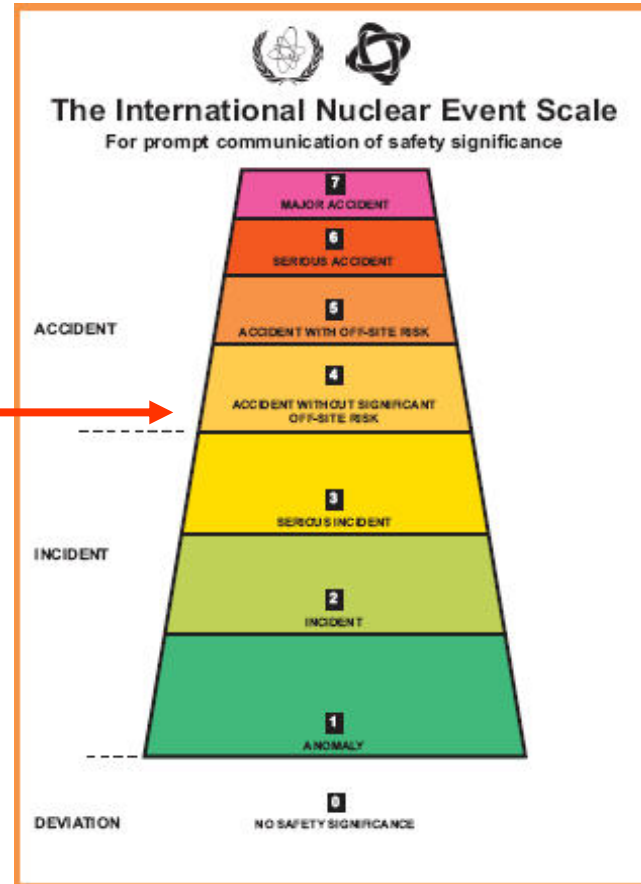 The International Nuclear Event Scale
For prompt communication of safety significance
7
MAJOR ACCIDENT
6
SERIOUS ACCIDENT
5
ACCIDENT WITH OFF-SITE RISK
ACCIDENT
4
ACCIDENT WITHOUT SIGNIFICANT
OFF-SITE RISK
3
SERIOUS INCIDENT
INCIDENT
2
INCIDENT
1
ANOMALY
0
DEVIATION
NO SAFETY SIGNIFICANCE